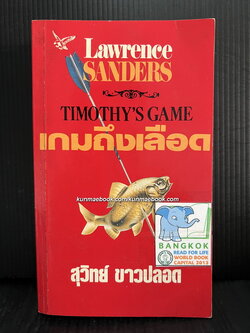 Lawrence
SANDERS
TIMOTHY'S GAME
เกมถึงเลือด
kunmaebook.com/kunmaebook.com
BANGKOK
READ FOR LIFE
WORLD BOOK
CAPITAL 2013
สุวิทย์ ขาวปลอด